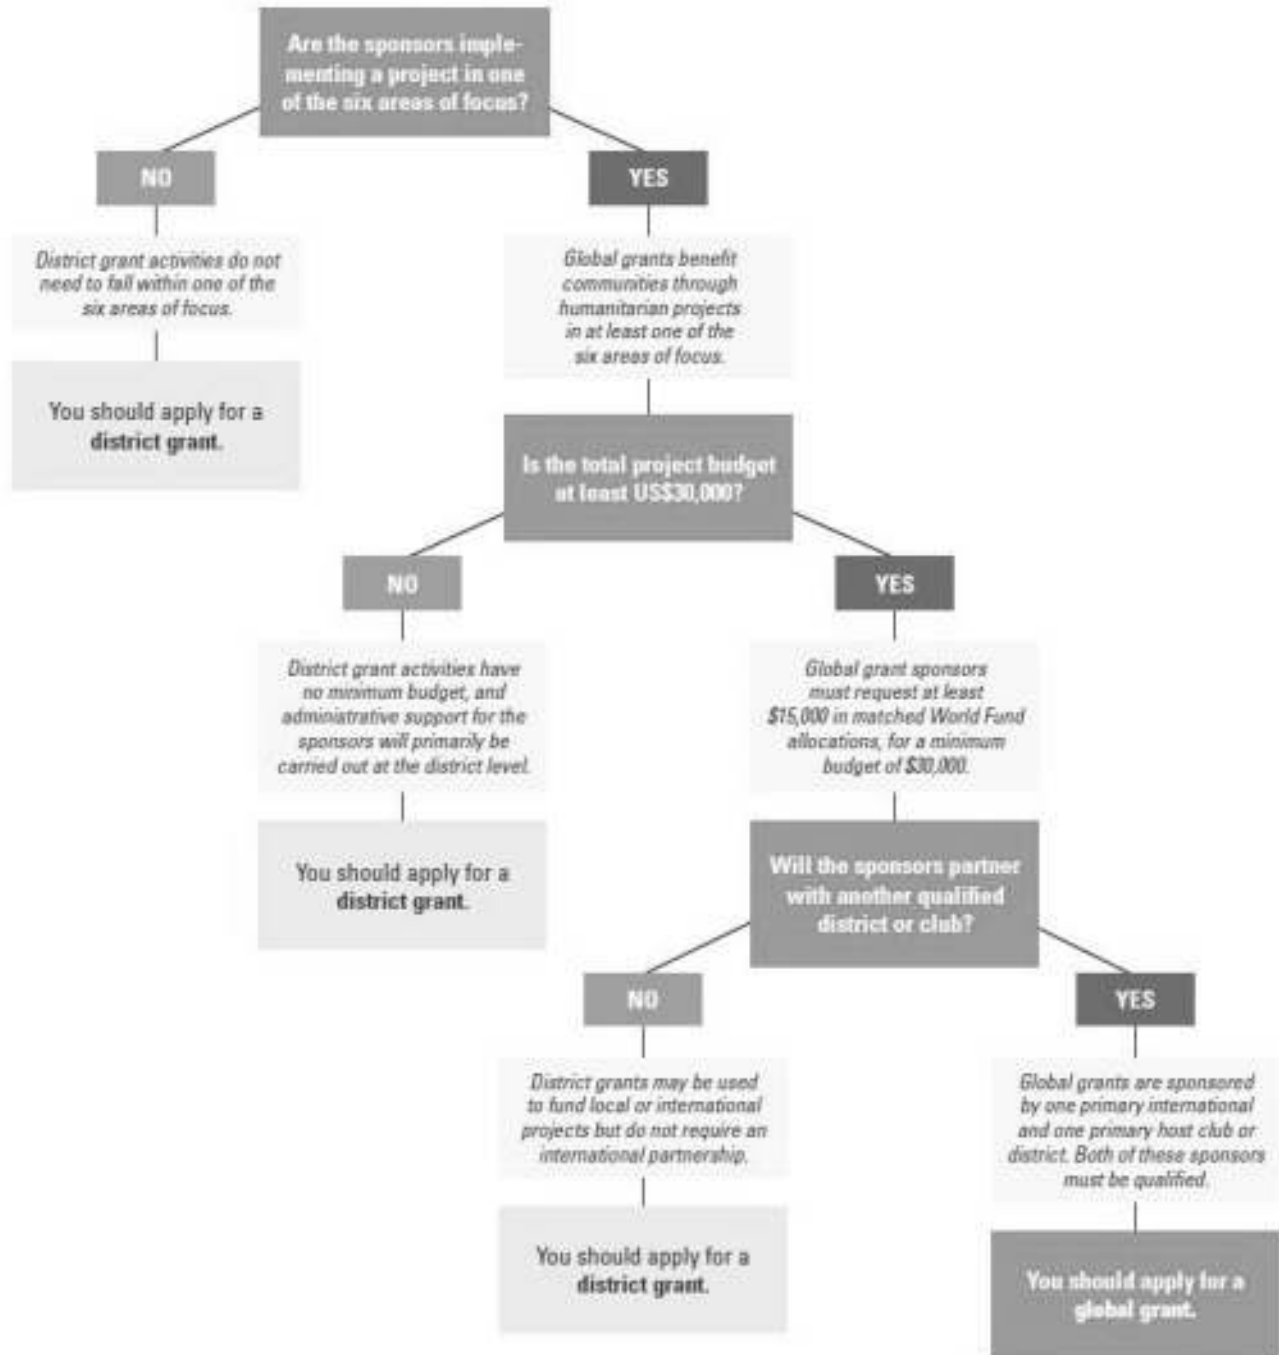 Are the sponsors imple-
menting a project in one
of the six areas of focus?
NO
YES
District grant activities do not
need to fall within one of the
six areas of focus.
Global grants benefit
communities through
humanitarian projects
in at least one of the
six areas of focus.
You should apply for a
district grant.
Is the total project budget
at least US$30,000?
NO
YES
District grant activities have
no minimum budget, and
administrative support for the
sponsors will primarily be
carried out at the district level.
Global grant sponsors
must request at least
$15,000 in matched World Fund
allocations, for a minimum
budget of $30,000.
You should apply for a
district grant.
Will the sponsors partner
with another qualified
district or club?
NO
YES
District grants may be used
to fund local or international
projects but do not require an
international partnership.
Global grants are sponsored
by one primary international
and one primary host club or
district. Both of these sponsors
must be qualified.
You should apply for a
district grant.
You should apply for a
global grant.